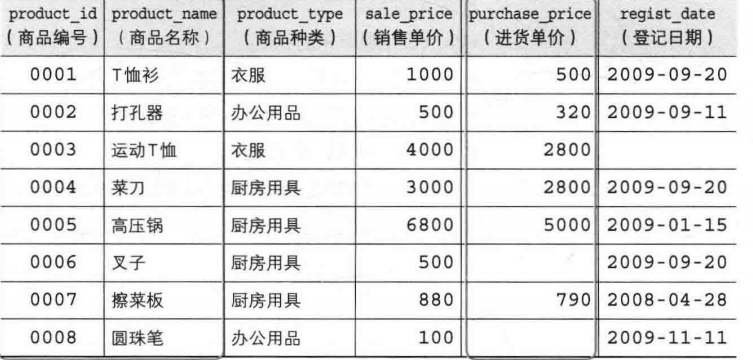 product_id product_name product_type sale_price purchase_price regist_date
(商品编号) (商品名称) (商品种类) (销售单价) (进货单价) (登记日期)
0001 T恤衫 衣服 1000 500 2009-09-20
0002 打孔器 办公用品 500 320 2009-09-11
0003 运动T恤 衣服 4000 2800
0004 菜刀 厨房用具 3000 2800 2009-09-20
0005 高压锅 厨房用具 6800 5000 2009-01-15
0006 叉子 厨房用具 500 2009-09-20
0007 擦菜板 厨房用具 880 790 2008-04-28
0008 圆珠笔 办公用品 100 2009-11-11